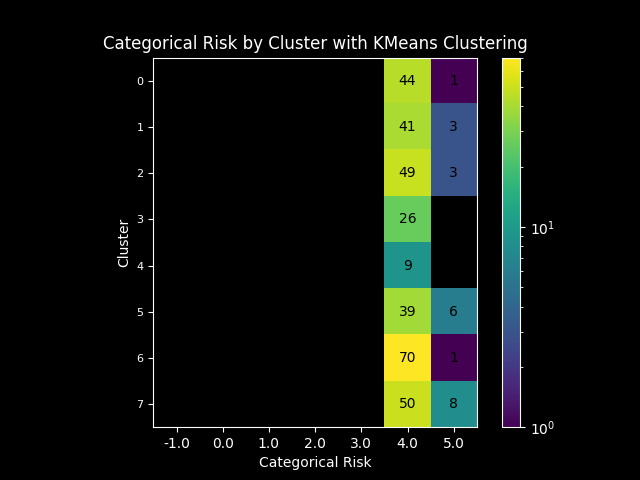 Categorical Risk by Cluster with KMeans Clustering
0 44 1
1 41 3
2 49 3
3 26
4 9
5 39 6
6 70 1
7 50 8
Cluster
-1.0 0.0 1.0 2.0 3.0 4.0 5.0
Categorical Risk
10¹
10⁰